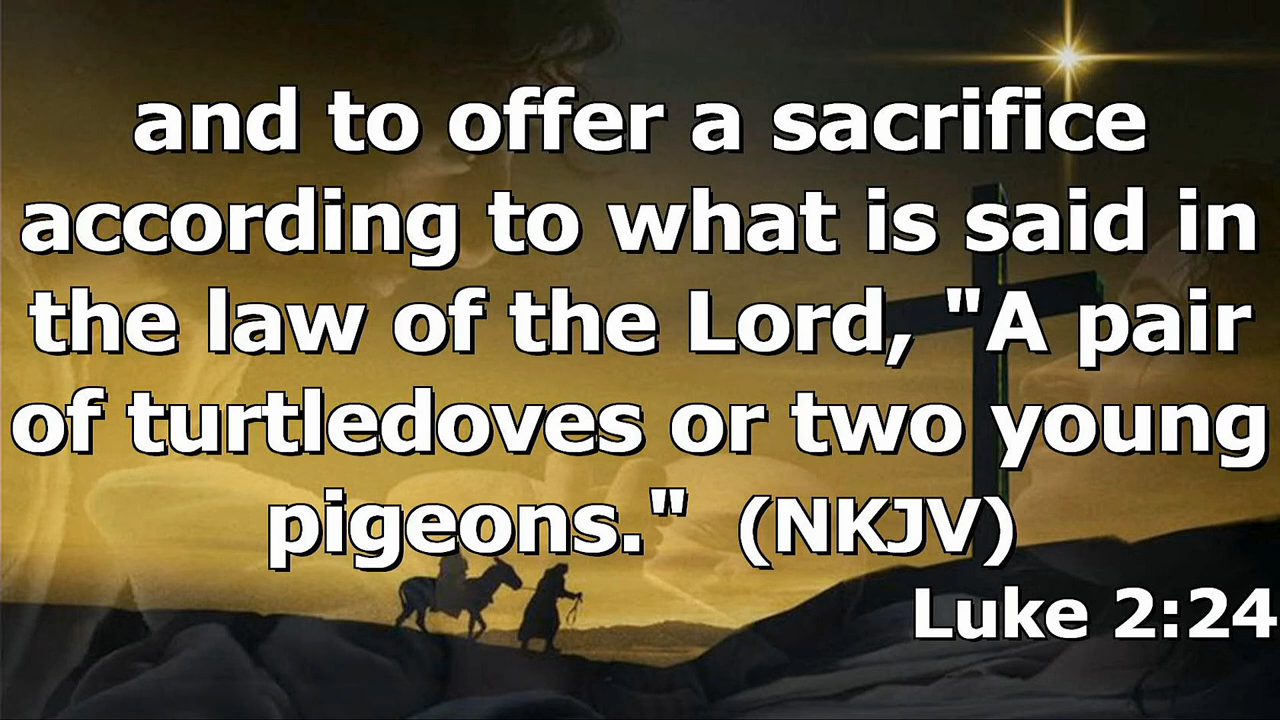 and to offer a sacrifice
according to what is said in
the law of the Lord, "A pair
of turtledoves or two young
pigeons."  (NKJV)
Luke 2:24